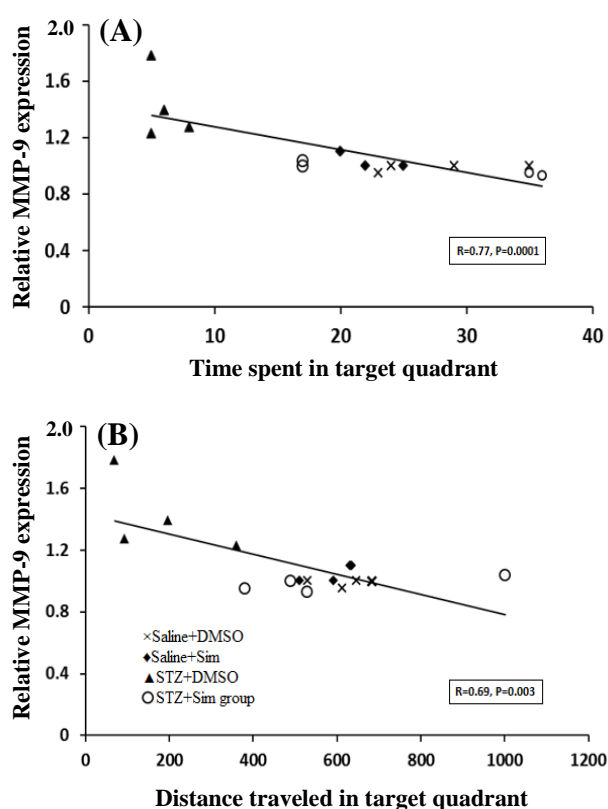 (A)
Relative MMP-9 expression
2.0
1.6
1.2
0.8
0.4
0
R=0.77, P=0.0001
0 10 20 30 40
Time spent in target quadrant
(B)
Relative MMP-9 expression
2.0
1.6
1.2
0.8
0.4
0
×Saline+DMSO
♦Saline+Sim
▲STZ+DMSO
○STZ+Sim group
R=0.69, P=0.003
0 200 400 600 800 1000 1200
Distance traveled in target quadrant